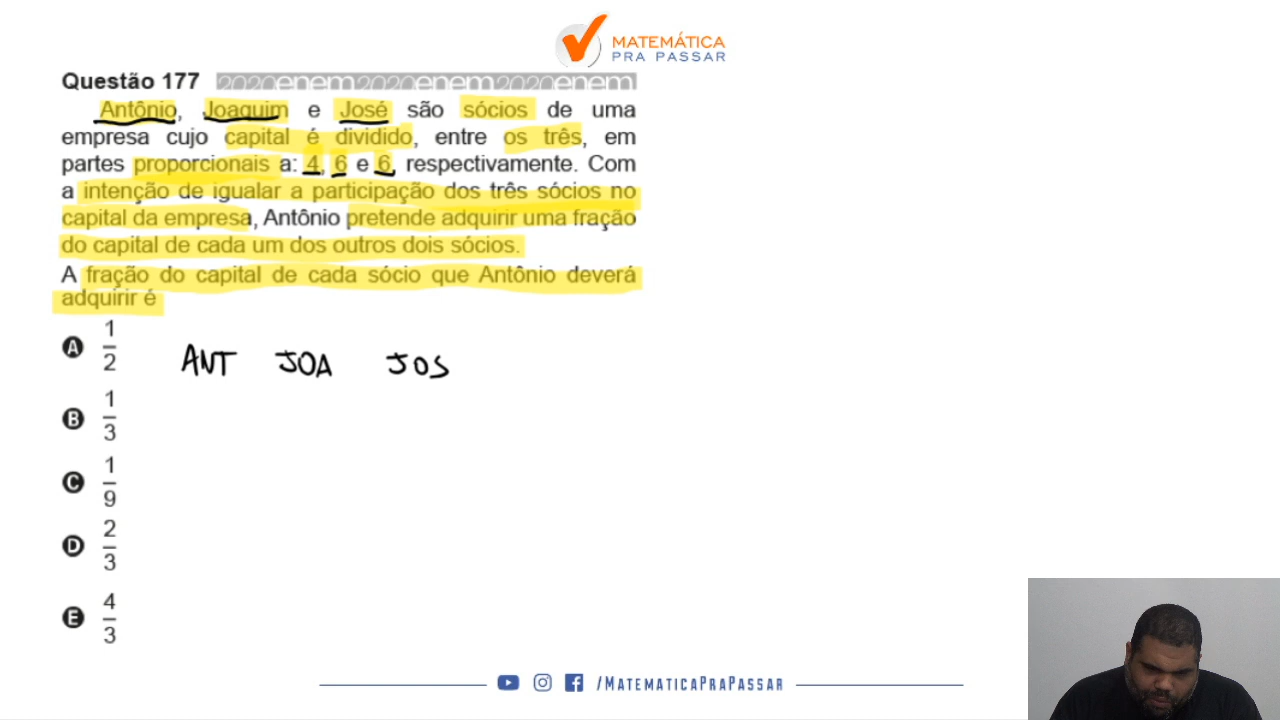 MATEMÁTICA
PRA PASSAR
Questão 177 2020enem2020enem2020enem
Antônio, Joaquim e José são sócios de uma
empresa cujo capital é dividido, entre os três, em
partes proporcionais a: 4, 6 e 6, respectivamente. Com
a intenção de igualar a participação dos três sócios no
capital da empresa, Antônio pretende adquirir uma fração
do capital de cada um dos outros dois sócios.
A fração do capital de cada sócio que Antônio deverá
adquirir é
A 1/2
ANT JOA JOS
B 1/3
C 1/9
D 2/3
E 4/3
/MATEMATICAPRAPASSAR